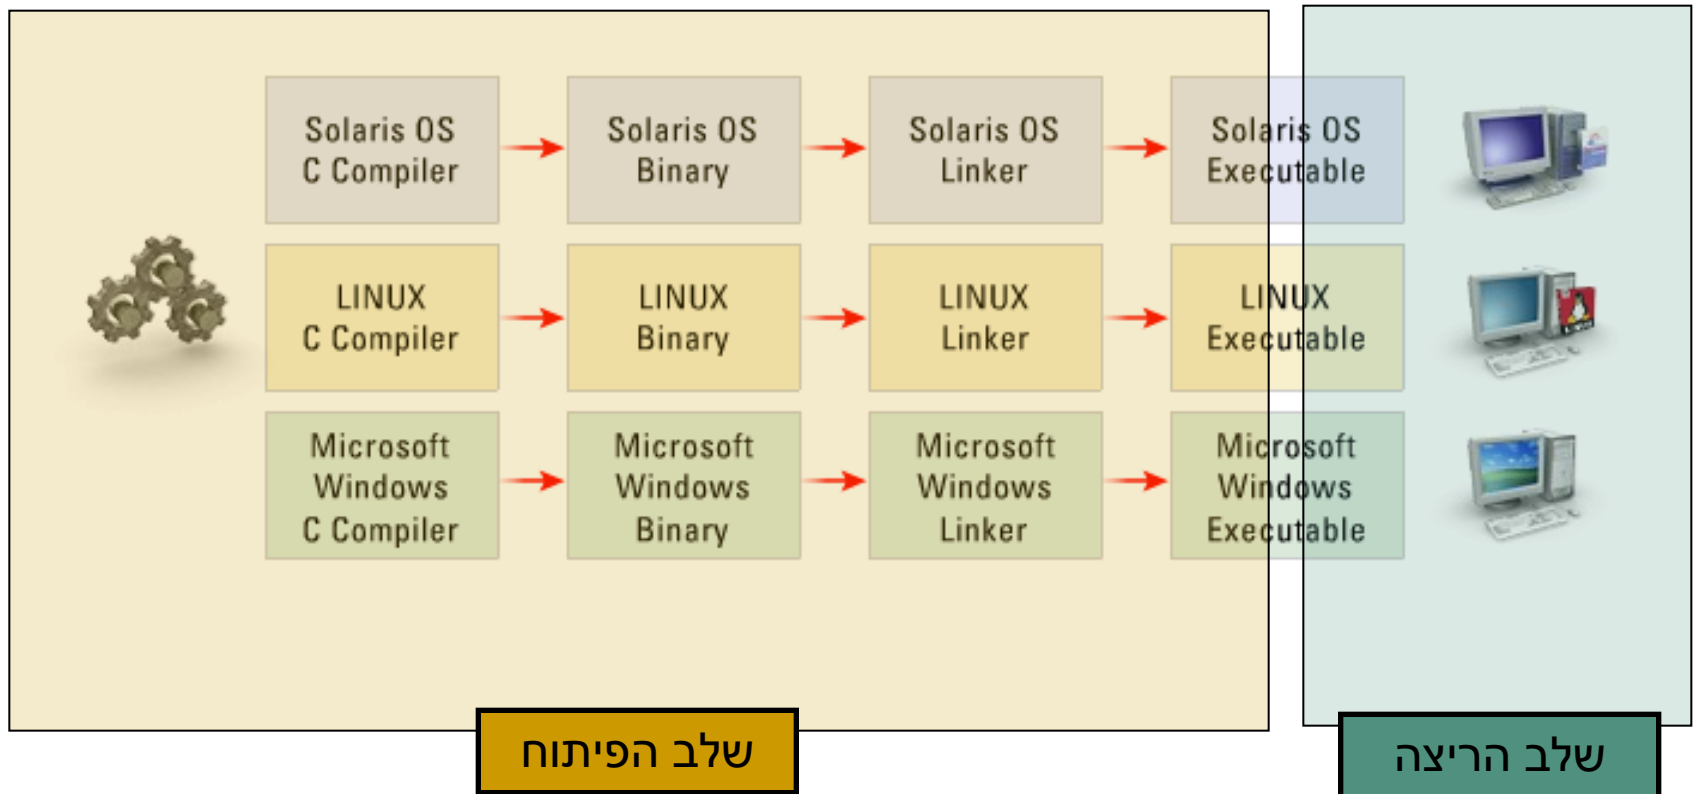 Solaris OS
C Compiler
Solaris OS
Binary
Solaris OS
Linker
Solaris OS
Executable
LINUX
C Compiler
LINUX
Binary
LINUX
Linker
LINUX
Executable
Microsoft
Windows
C Compiler
Microsoft
Windows
Binary
Microsoft
Windows
Linker
Microsoft
Windows
Executable
שלב הפיתוח
שלב הריצה